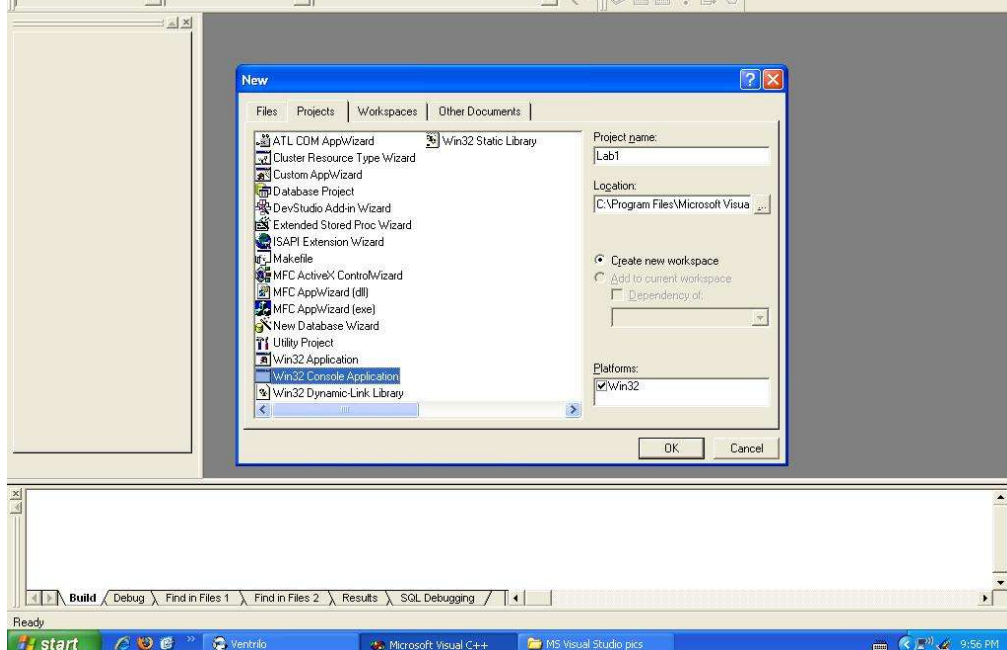 New
Files Projects Workspaces Other Documents
ATL COM AppWizard
Cluster Resource Type Wizard
Custom AppWizard
Database Project
DevStudio Add-in Wizard
Extended Stored Proc Wizard
ISAPI Extension Wizard
Makefile
MFC ActiveX ControlWizard
MFC AppWizard (dll)
MFC AppWizard (exe)
New Database Wizard
Utility Project
Win32 Application
Win32 Console Application
Win32 Dynamic-Link Library
Win32 Static Library
Project name:
Lab1
Location:
C:\Program Files\Microsoft Visua ...
Create new workspace
Add to current workspace
Dependency of:
Platforms:
Win32
OK Cancel
Build Debug Find in Files 1 Find in Files 2 Results SQL Debugging
Ready
start Ventrilo Microsoft Visual C++ MS Visual Studio pics 9:56 PM